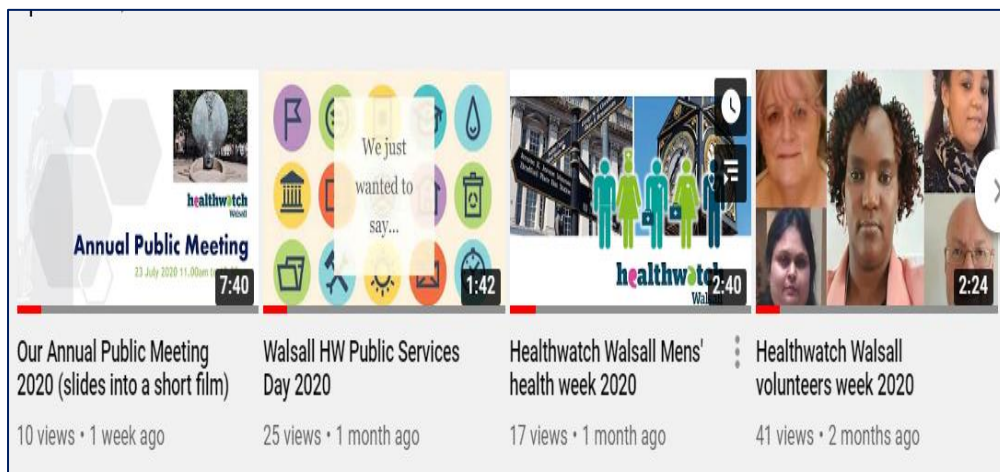 healthwatch
Walsall
Annual Public Meeting
23 July 2020 11.00am
7:40
We just
wanted to
say...
1:42
healthwatch
Wal
2:40
2:24
Our Annual Public Meeting
2020 (slides into a short film)
10 views • 1 week ago
Walsall HW Public Services
Day 2020
25 views • 1 month ago
Healthwatch Walsall Mens'
health week 2020
17 views • 1 month ago
Healthwatch Walsall
volunteers week 2020
41 views • 2 months ago